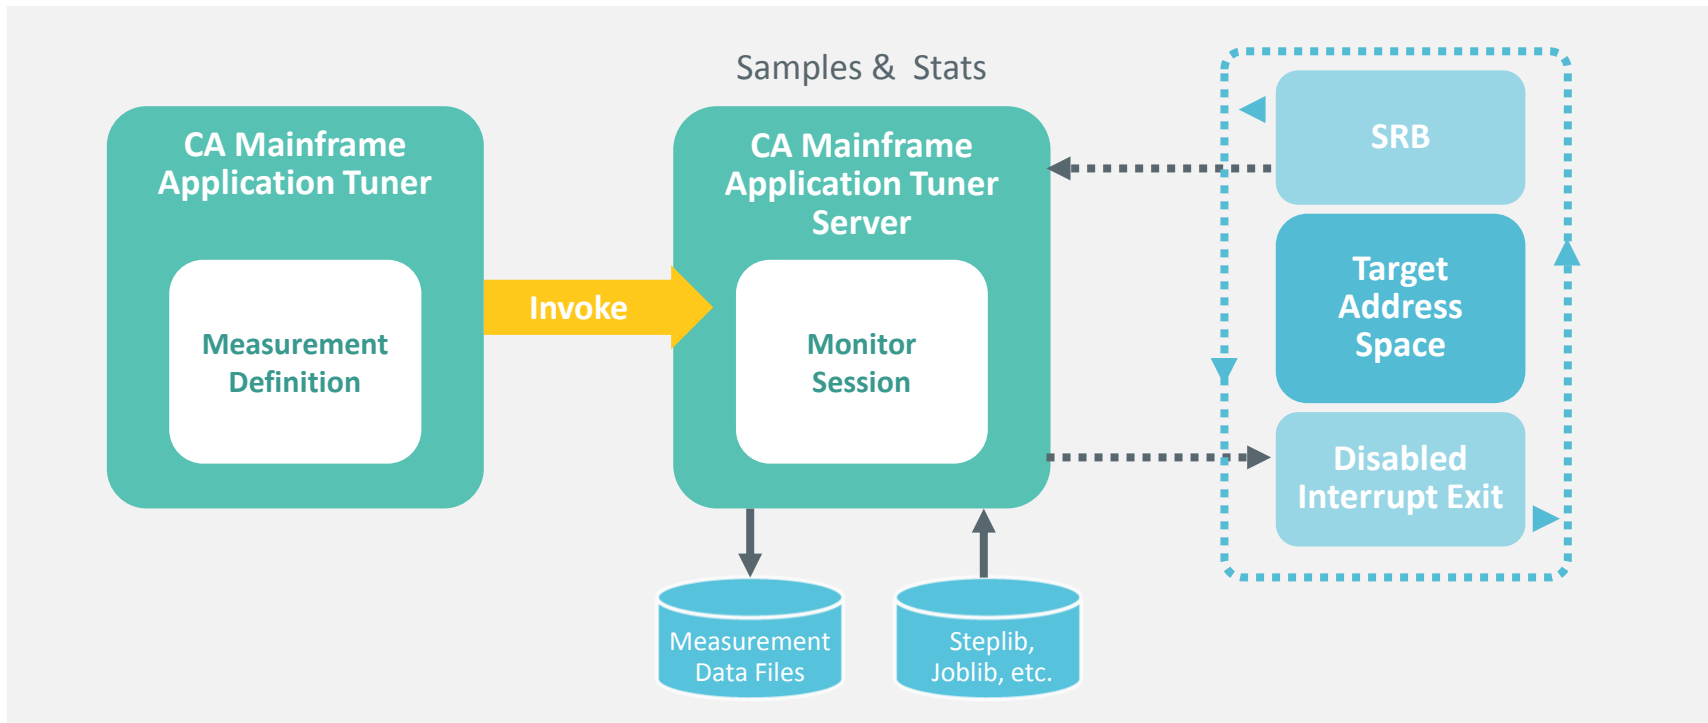 Samples & Stats
CA Mainframe
Application Tuner
Measurement
Definition
Invoke
CA Mainframe
Application Tuner
Server
Monitor
Session
SRB
Target
Address
Space
Disabled
Interrupt Exit
Measurement
Data Files
Steplib,
Joblib, etc.